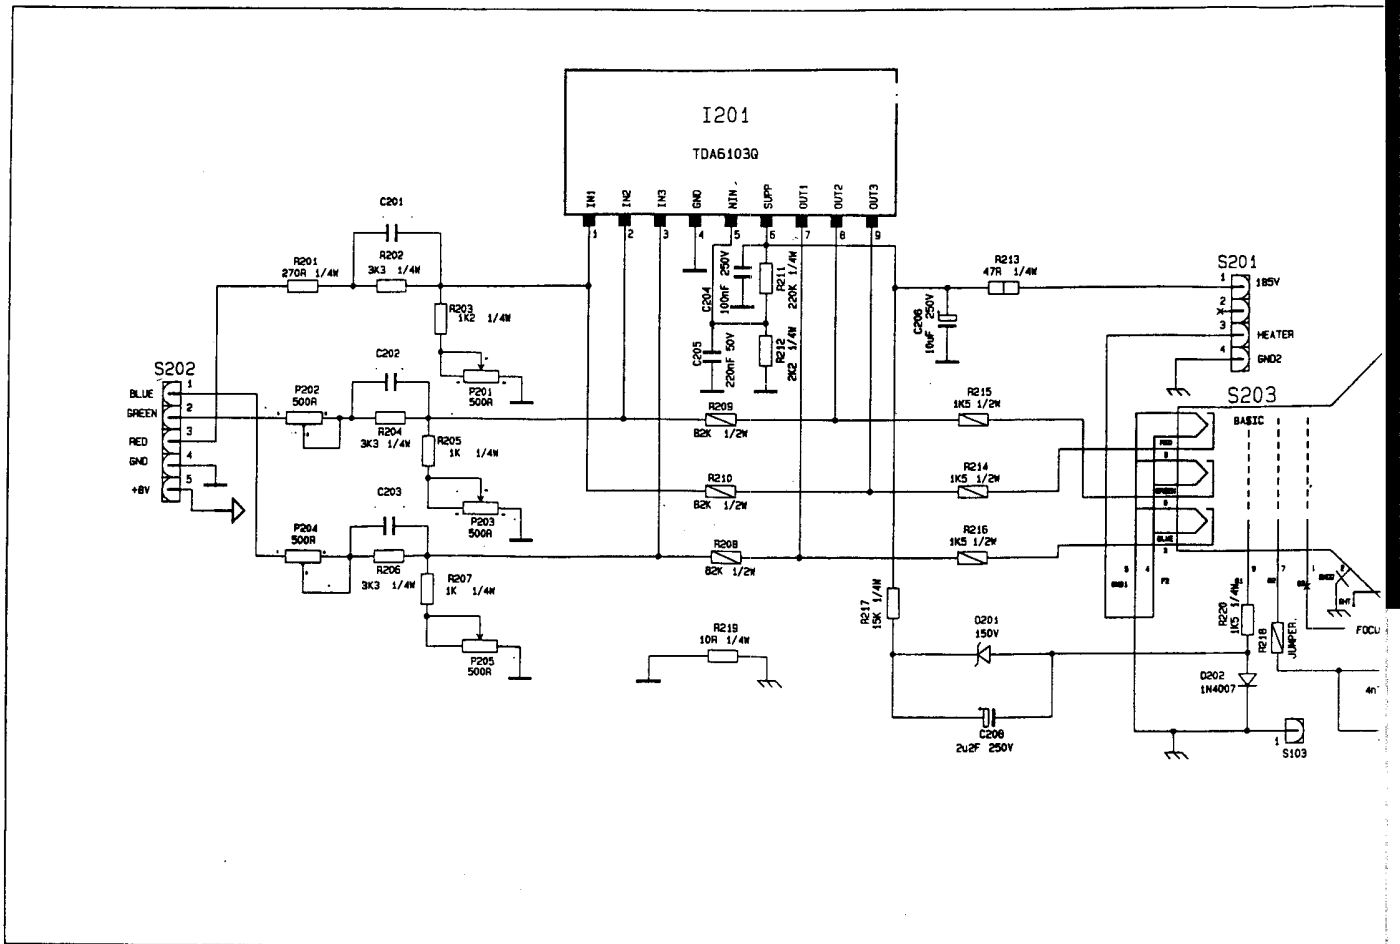 I201
TDA6103Q
IN1
IN2
IN3
GND
NIN
SUPP
OUT1
OUT2
OUT3
1
2
3
4
5
6
7
8
9
C201
R201
270R 1/4W
R202
3K3 1/4W
R203
1K2 1/4W
C202
P201
500R
S202
BLUE
GREEN
RED
GND
+8V
1
2
3
4
5
P202
500R
R204
3K3 1/4W
R205
1K 1/4W
C203
P203
500R
P204
500R
R206
3K3 1/4W
R207
1K 1/4W
P205
500R
C204
100nF 250V
R211
220K 1/4W
C205
220nF 50V
R212
2K2 1/4W
R209
82K 1/2W
R210
82K 1/2W
R208
82K 1/2W
R219
10R 1/4W
R213
47R 1/4W
C206
10uF 250V
S201
1
2
3
4
185V
HEATER
GND2
R215
1K5 1/2W
R214
1K5 1/2W
R216
1K5 1/2W
S203
BASIC
RED
GREEN
BLUE
R217
15K 1/4W
D201
150V
C208
2u2F 250V
R220
1K5 1/4W
R218
JUMPER.
D202
1N4007
FOCU
4n
1
S103